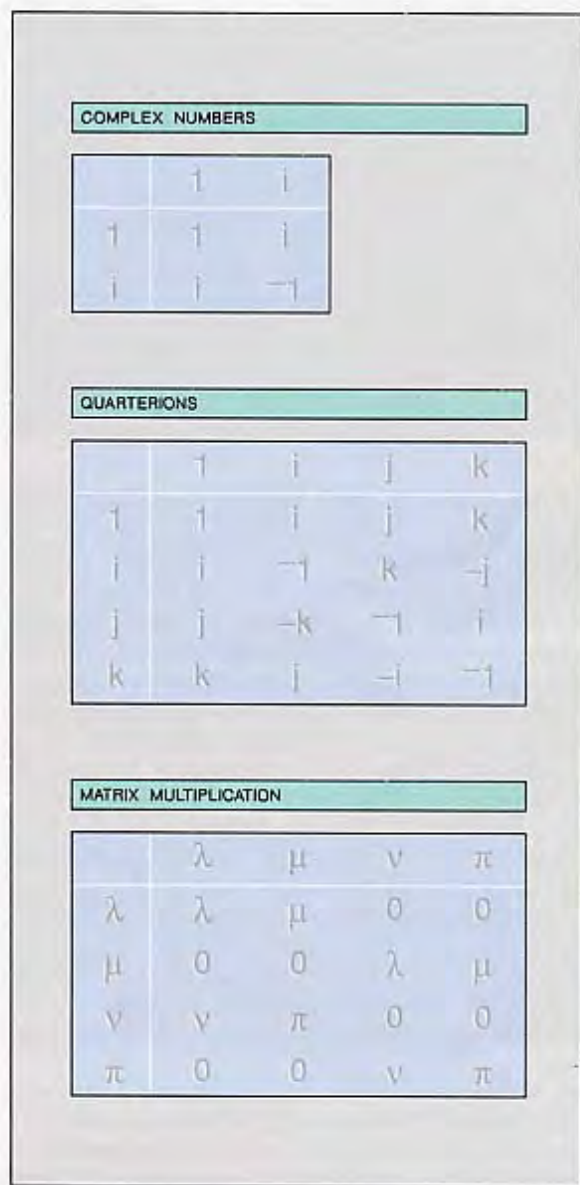 COMPLEX NUMBERS
1 i
1 1 i
i i ¯1
QUARTERIONS
1 i j k
1 1 i j k
i i ¯1 k –j
j j –k ¯1 i
k k j –i ¯1
MATRIX MULTIPLICATION
λ μ ν π
λ λ μ 0 0
μ 0 0 λ μ
ν ν π 0 0
π 0 0 ν π